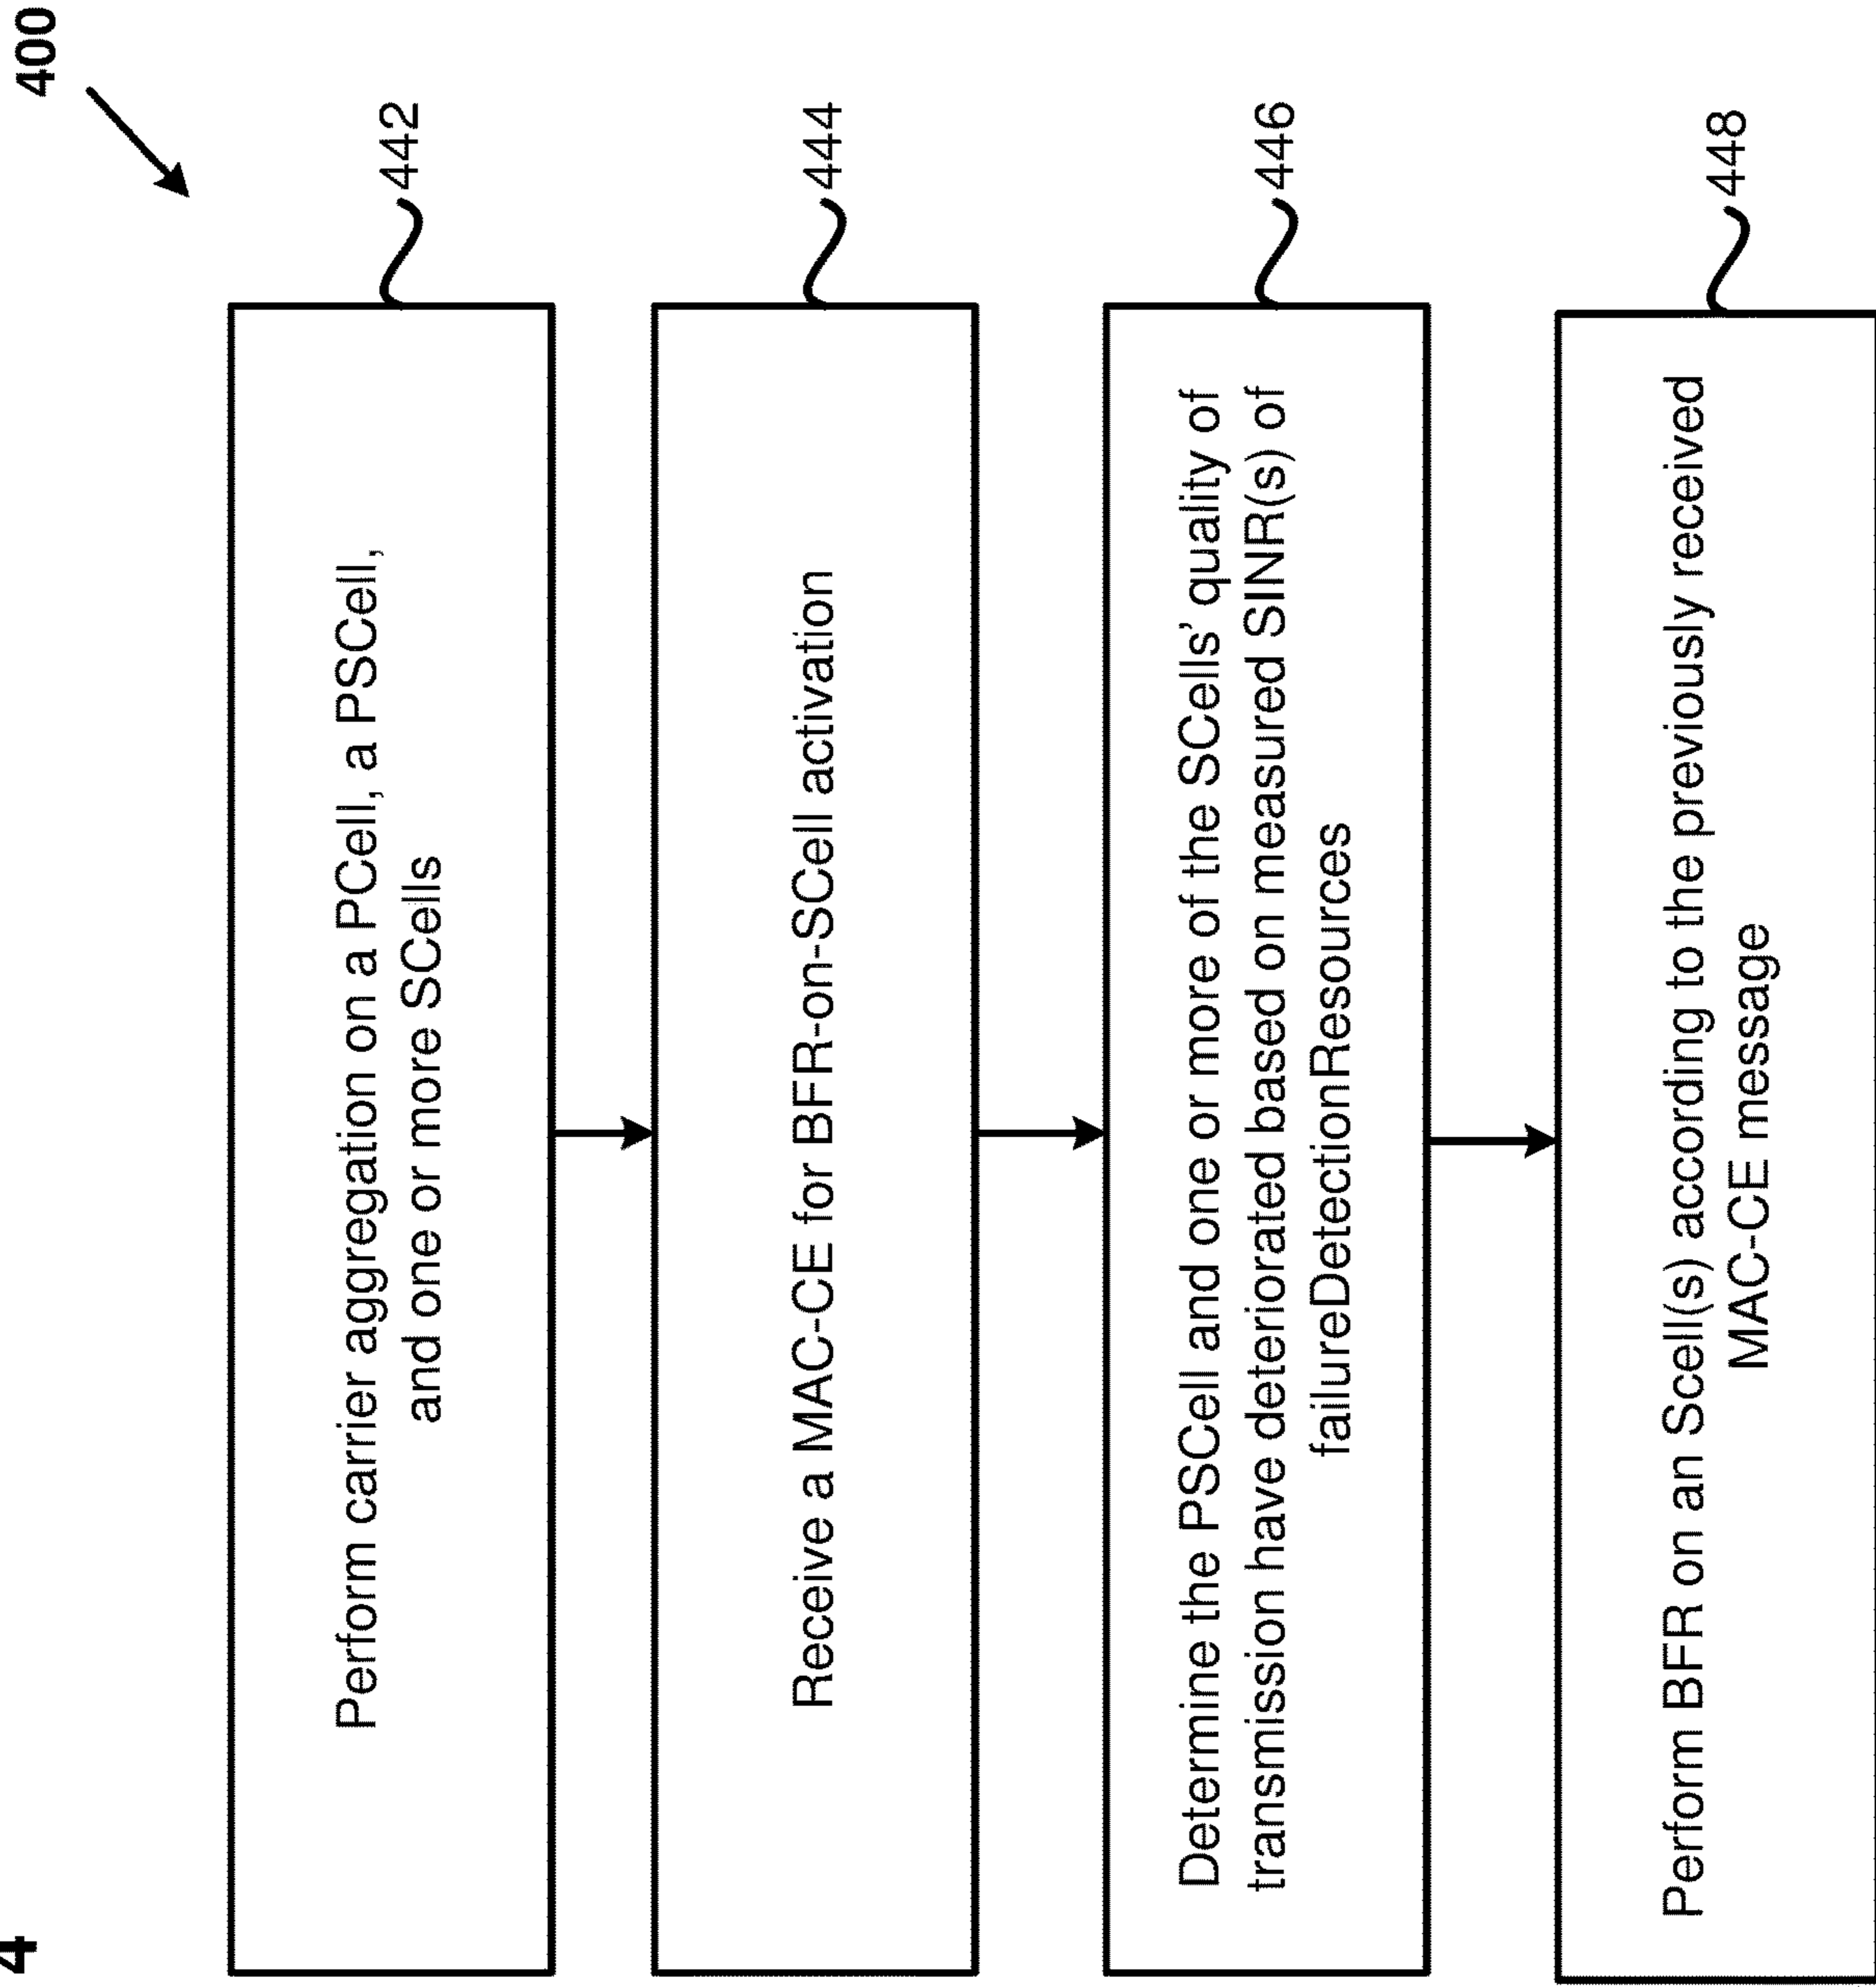 4
400
Perform carrier aggregation on a PCell, a PSCell,
and one or more SCells
442
Receive a MAC-CE for BFR-on-SCell activation
444
Determine the PSCell and one or more of the SCells’ quality of
transmission have deteriorated based on measured SINR(s) of
failureDetectionResources
446
Perform BFR on an Scell(s) according to the previously received
MAC-CE message
448